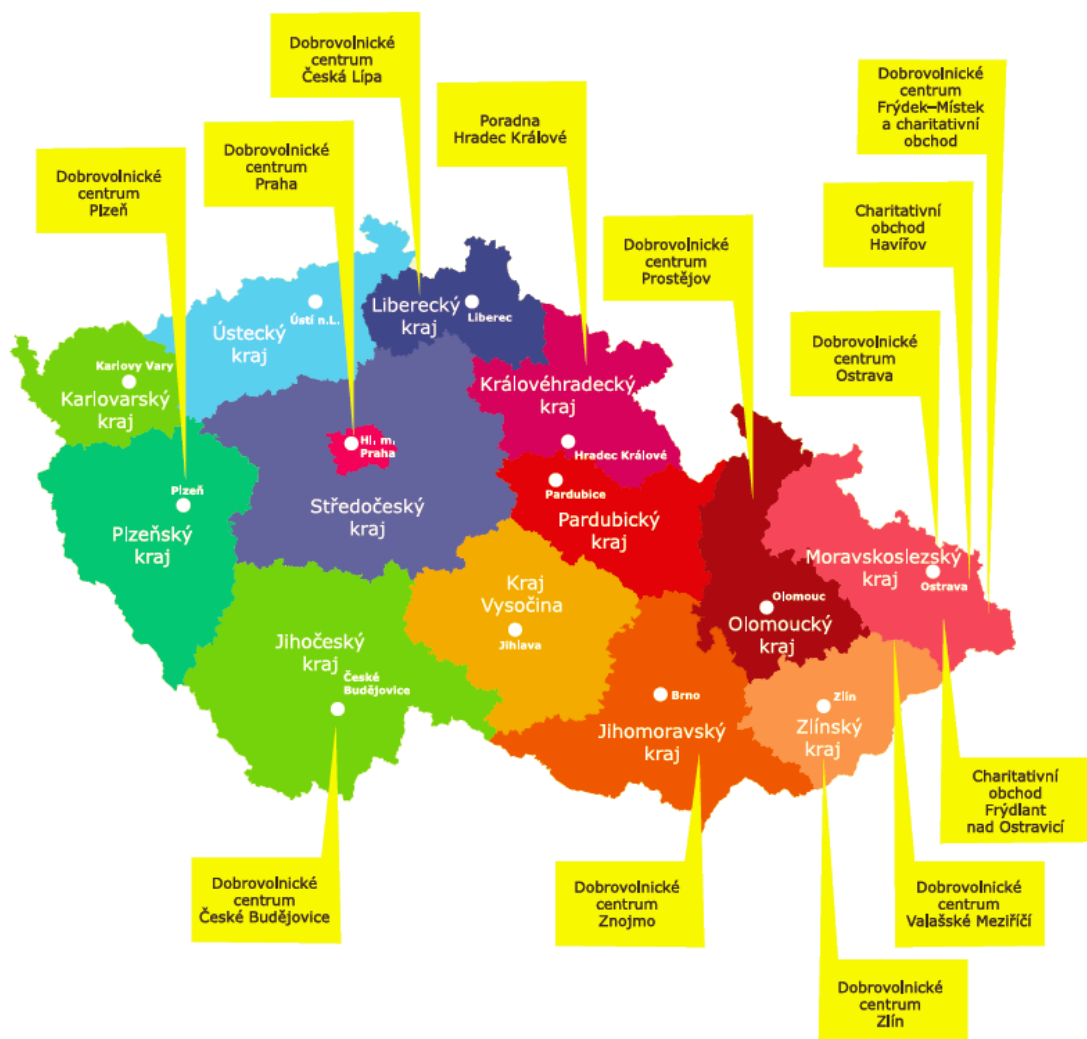 Dobrovolnické
centrum
Česká Lípa
Dobrovolnické
centrum
Frýdek–Místek
a charitativní
obchod
Poradna
Hradec Králové
Dobrovolnické
centrum
Praha
Dobrovolnické
centrum
Plzeň
Charitativní
obchod
Havířov
Dobrovolnické
centrum
Prostějov
Dobrovolnické
centrum
Ostrava
Liberecký
kraj
Liberec
Ústí n.L.
Ústecký
kraj
Karlovy Vary
Karlovarský
kraj
Královéhradecký
kraj
Hradec Králové
Hl. m.
Praha
Středočeský
kraj
Plzeň
Plzeňský
kraj
Pardubice
Pardubický
kraj
Moravskoslezský
kraj
Ostrava
Olomouc
Olomoucký
kraj
Kraj
Vysočina
Jihlava
Jihočeský
kraj
České
Budějovice
Brno
Jihomoravský
kraj
Zlín
Zlínský
kraj
Charitativní
obchod
Frýdlant
nad Ostravicí
Dobrovolnické
centrum
České Budějovice
Dobrovolnické
centrum
Znojmo
Dobrovolnické
centrum
Valašské Meziříčí
Dobrovolnické
centrum
Zlín